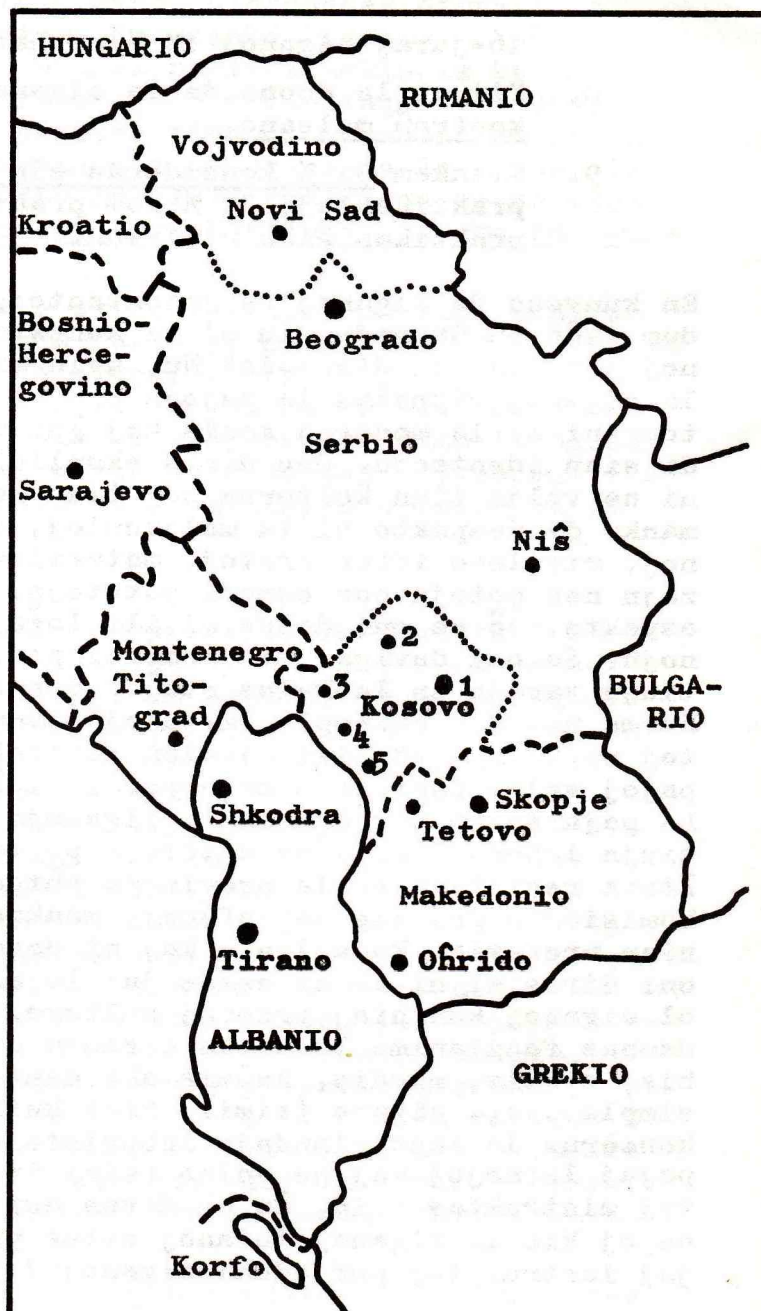 HUNGARIO
RUMANIO
Vojvodino
Kroatio
Novi Sad
Bosnio-
Herce-
govino
Beogrado
Serbio
Sarajevo
Niŝ
2
Montenegro
3
1
Kosovo
Tito-
grad
BULGA-
RIO
4
5
Shkodra
Skopje
Tetovo
Makedonio
Tirano
Oĥrido
ALBANIO
GREKIO
Korfo